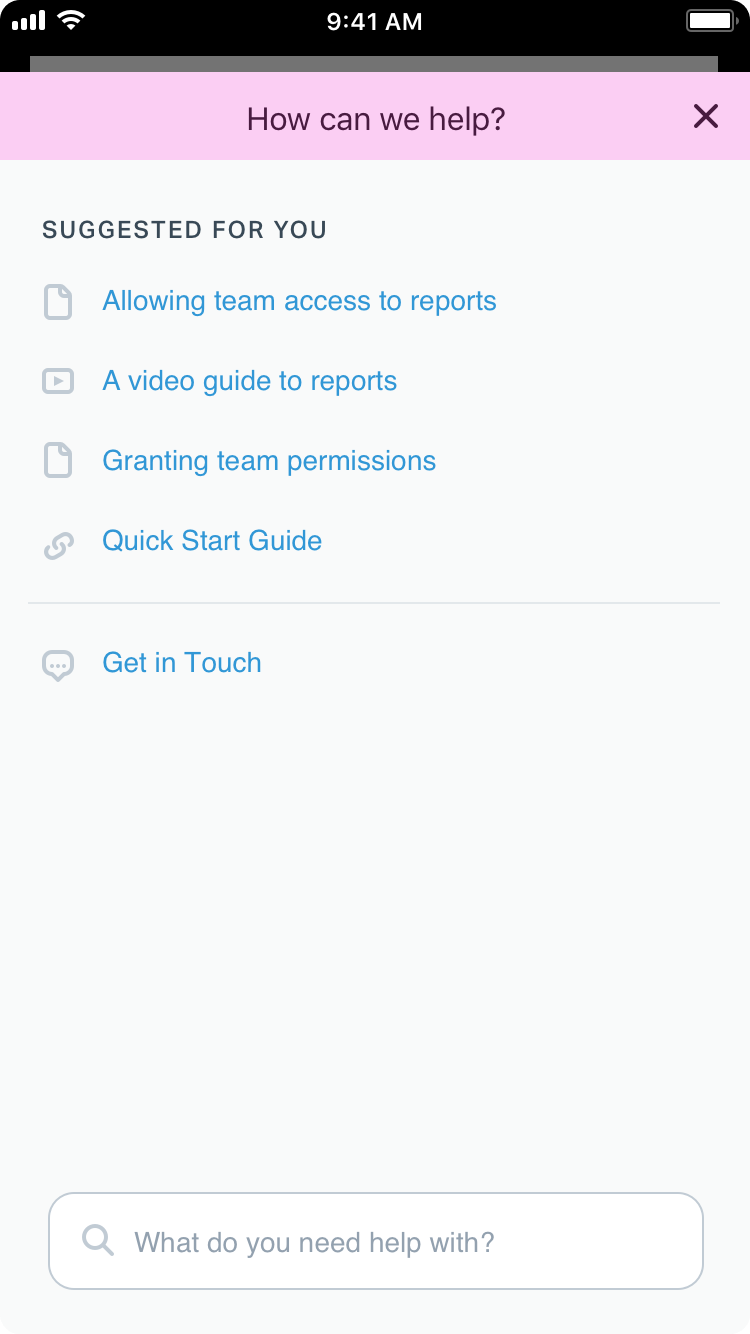 9:41 AM
How can we help?
SUGGESTED FOR YOU
Allowing team access to reports
A video guide to reports
Granting team permissions
Quick Start Guide
Get in Touch
What do you need help with?